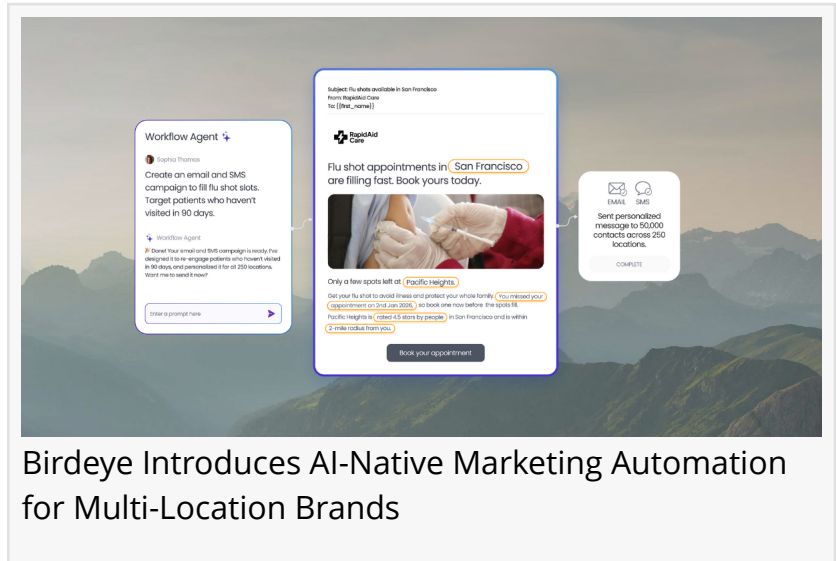 Workflow Agent
Sophia Thomas
Create an email and SMS
campaign to fill flu shot slots.
Target patients who haven't
visited in 90 days.
Workflow Agent
🎉 Done! Your email and SMS campaign is ready. I've
designed it to re-engage patients who haven't visited
in 90 days, and personalized it for all 250 locations.
Want me to send it now?
Enter a prompt here
Subject: Flu shots available in San Francisco
From: RapidAid Care
To: {{first_name}}
RapidAid
Care
Flu shot appointments in San Francisco
are filling fast. Book yours today.
Only a few spots left at Pacific Heights.
Get your flu shot to avoid illness and protect your whole family. You missed your
appointment on 2nd Jan 2026, so book one now before the spots fill.
Pacific Heights is rated 4.5 stars by people in San Francisco and is within
2-mile radius from you.
Book your appointment
EMAIL SMS
Sent personalized
message to 50,000
contacts across 250
locations.
COMPLETE
Birdeye Introduces AI-Native Marketing Automation
for Multi-Location Brands